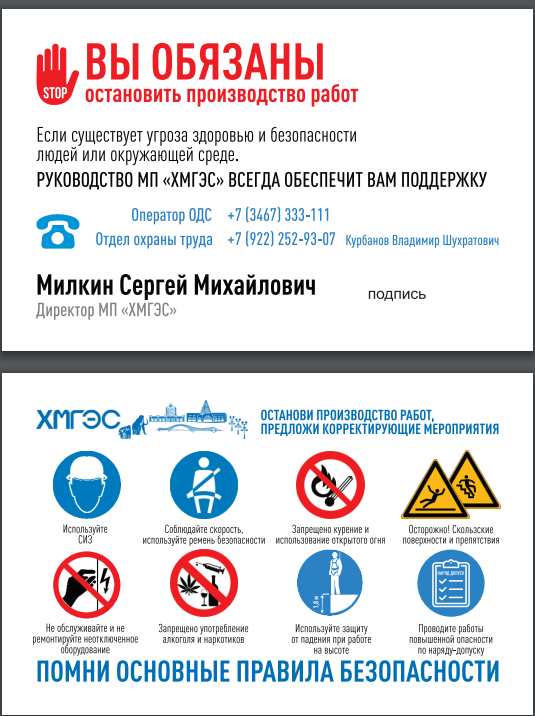 STOP
ВЫ ОБЯЗАНЫ
остановить производство работ
Если существует угроза здоровью и безопасности
людей или окружающей среде.
РУКОВОДСТВО МП «ХМГЭС» ВСЕГДА ОБЕСПЕЧИТ ВАМ ПОДДЕРЖКУ
Оператор ОДС +7 (3467) 333-111
Отдел охраны труда +7 (922) 252-93-07 Курбанов Владимир Шухратович
Милкин Сергей Михайлович
подпись
Директор МП «ХМГЭС»
ХМГЭС
ОСТАНОВИ ПРОИЗВОДСТВО РАБОТ,
ПРЕДЛОЖИ КОРРЕКТИРУЮЩИЕ МЕРОПРИЯТИЯ
Используйте
СИЗ
Соблюдайте скорость,
используйте ремень безопасности
Запрещено курение и
использование открытого огня
Осторожно! Скользские
поверхности и препятствия
1,8 м
НАРЯД ДОПУСК
Не обслуживайте и не
ремонтируйте неотключенное
оборудование
Запрещено употребление
алкоголя и наркотиков
Используйте защиту
от падения при работе
на высоте
Проводите работы
повышенной опасности
по наряду-допуску
ПОМНИ ОСНОВНЫЕ ПРАВИЛА БЕЗОПАСНОСТИ